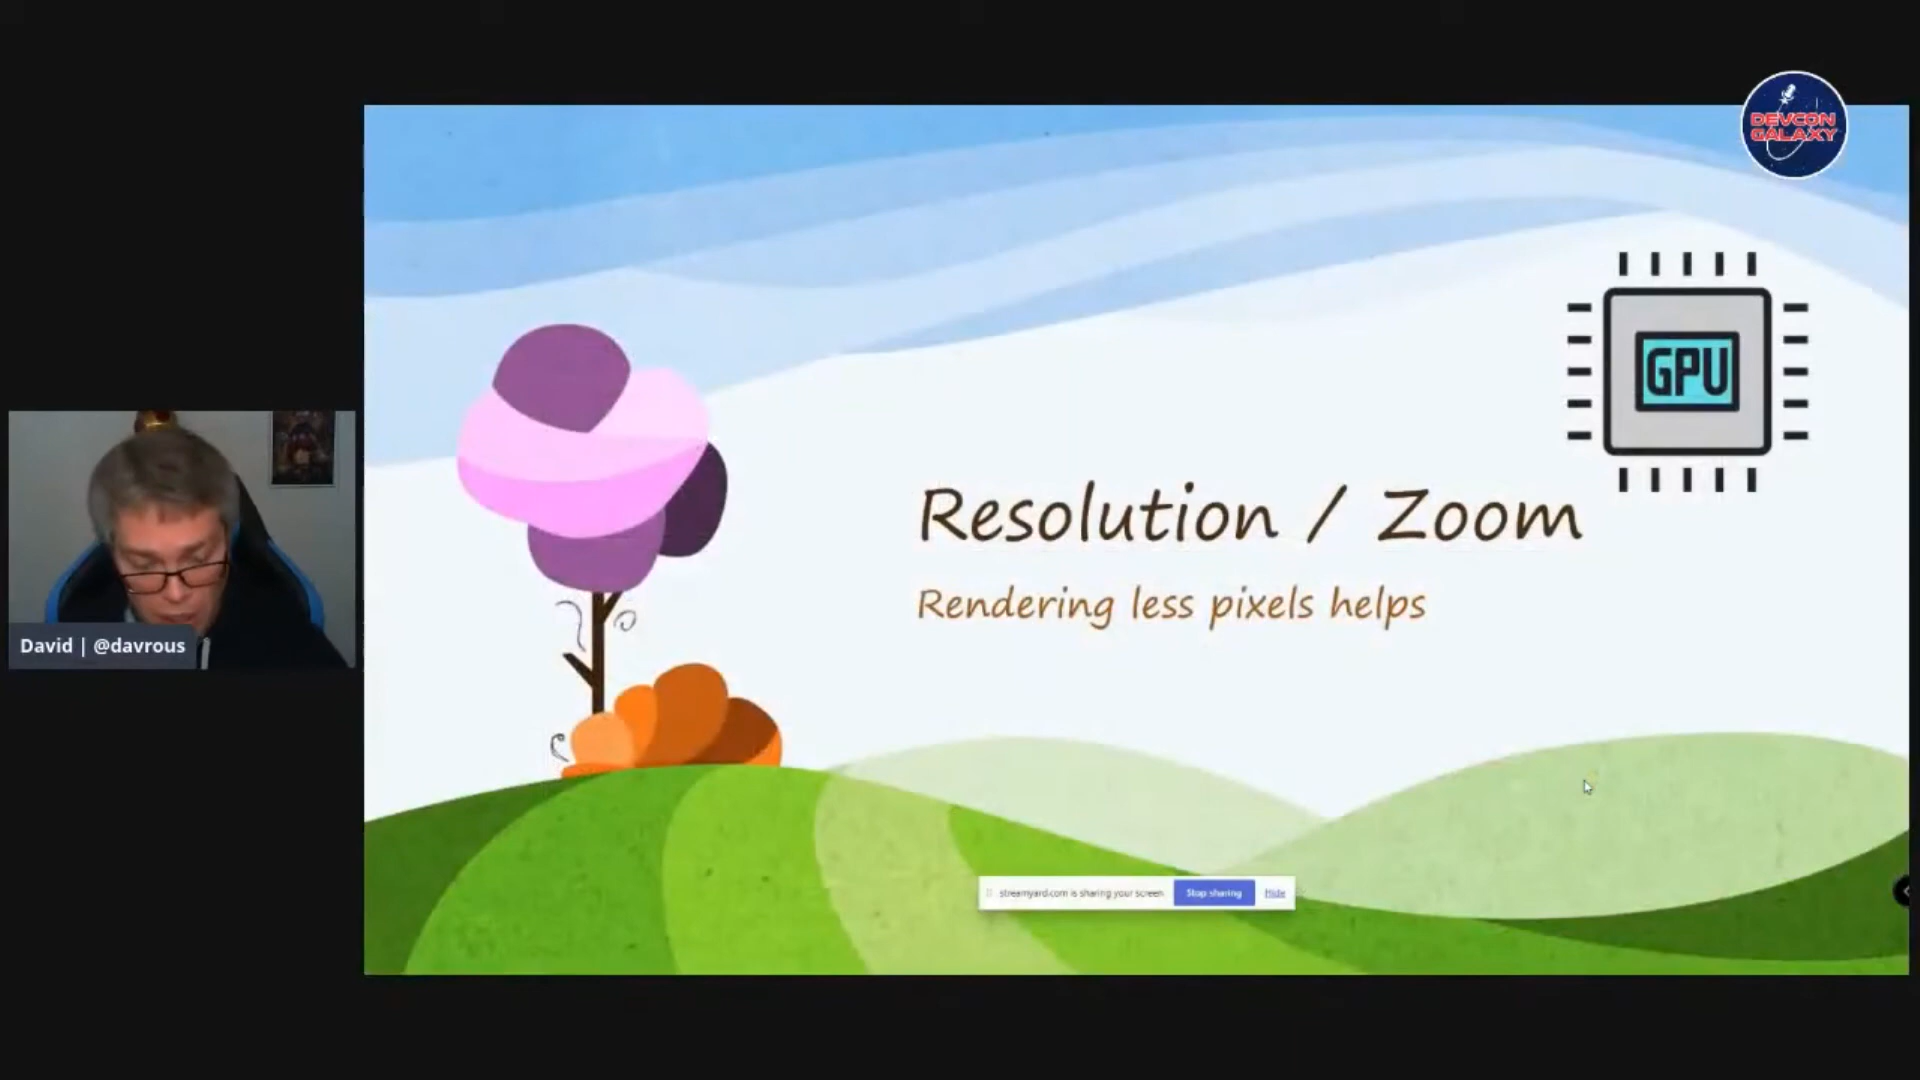 DEVCON
GALAXY
GPU
Resolution / Zoom
Rendering less pixels helps
David | @davrous
streamyard.com is sharing your screen
Stop sharing
Hide